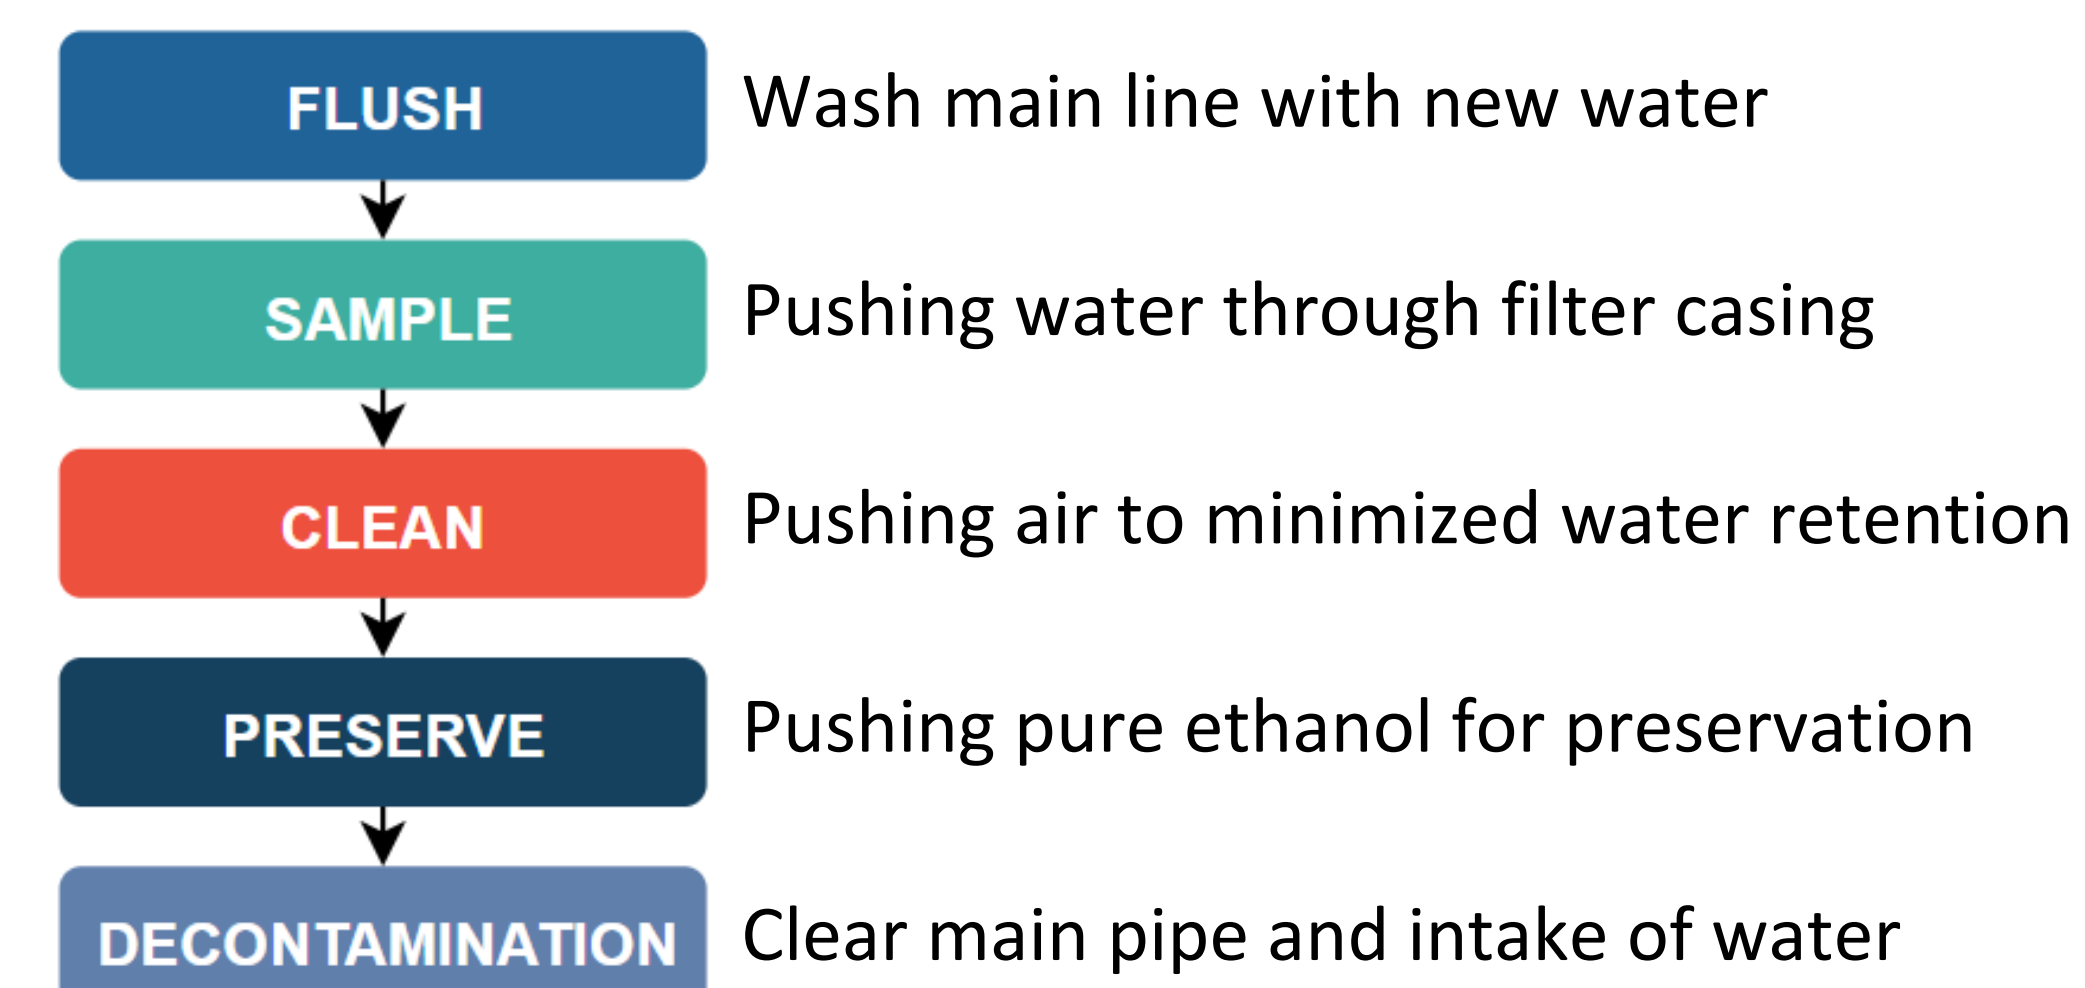 FLUSH Wash main line with new water
SAMPLE Pushing water through filter casing
CLEAN Pushing air to minimized water retention
PRESERVE Pushing pure ethanol for preservation
DECONTAMINATION Clear main pipe and intake of water